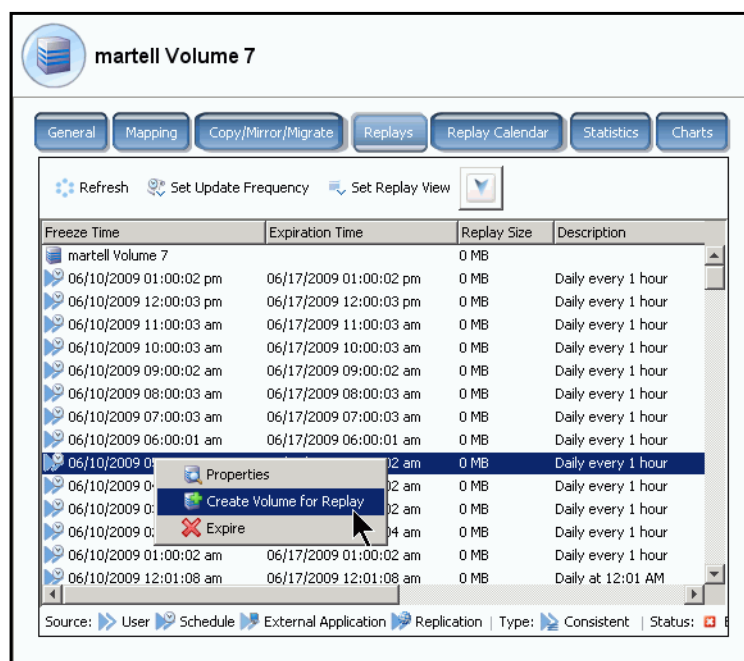 martell Volume 7
General Mapping Copy/Mirror/Migrate Replays Replay Calendar Statistics Charts
Refresh Set Update Frequency Set Replay View
Freeze Time Expiration Time Replay Size Description
martell Volume 7 0 MB
06/10/2009 01:00:02 pm 06/17/2009 01:00:02 pm 0 MB Daily every 1 hour
06/10/2009 12:00:03 pm 06/17/2009 12:00:03 pm 0 MB Daily every 1 hour
06/10/2009 11:00:03 am 06/17/2009 11:00:03 am 0 MB Daily every 1 hour
06/10/2009 10:00:03 am 06/17/2009 10:00:03 am 0 MB Daily every 1 hour
06/10/2009 09:00:02 am 06/17/2009 09:00:02 am 0 MB Daily every 1 hour
06/10/2009 08:00:03 am 06/17/2009 08:00:03 am 0 MB Daily every 1 hour
06/10/2009 07:00:03 am 06/17/2009 07:00:03 am 0 MB Daily every 1 hour
06/10/2009 06:00:01 am 06/17/2009 06:00:01 am 0 MB Daily every 1 hour
06/10/2009 2 am 0 MB Daily every 1 hour
Properties
06/10/2009 2 am 0 MB Daily every 1 hour
Create Volume for Replay
06/10/2009 2 am 0 MB Daily every 1 hour
Expire
06/10/2009 04 am 0 MB Daily every 1 hour
06/10/2009 01:00:02 am 06/17/2009 01:00:02 am 0 MB Daily every 1 hour
06/10/2009 12:01:08 am 06/17/2009 12:01:08 am 0 MB Daily at 12:01 AM
Source: User Schedule External Application Replication | Type: Consistent | Status: